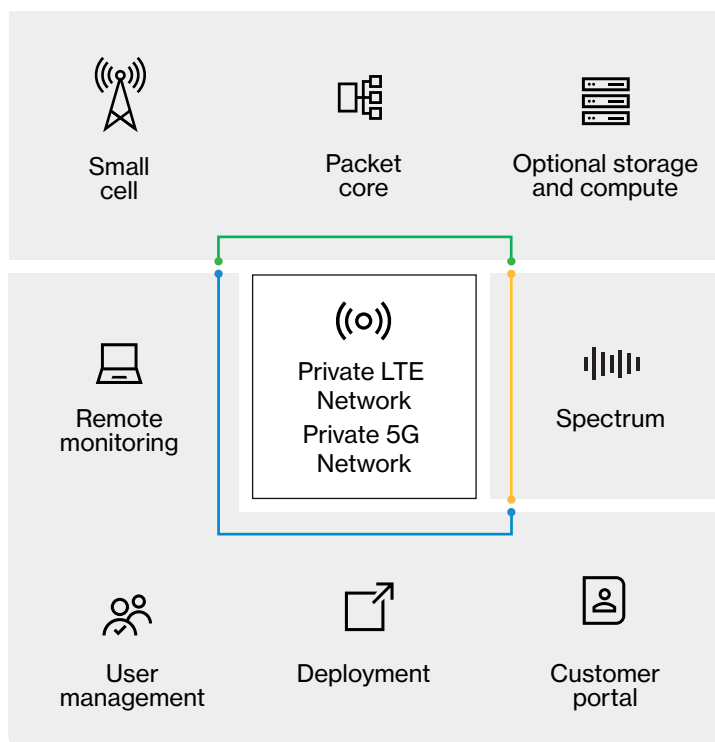 Small
cell
Packet
core
Optional storage
and compute
Private LTE
Network
Private 5G
Network
Remote
monitoring
Spectrum
User
management
Deployment
Customer
portal